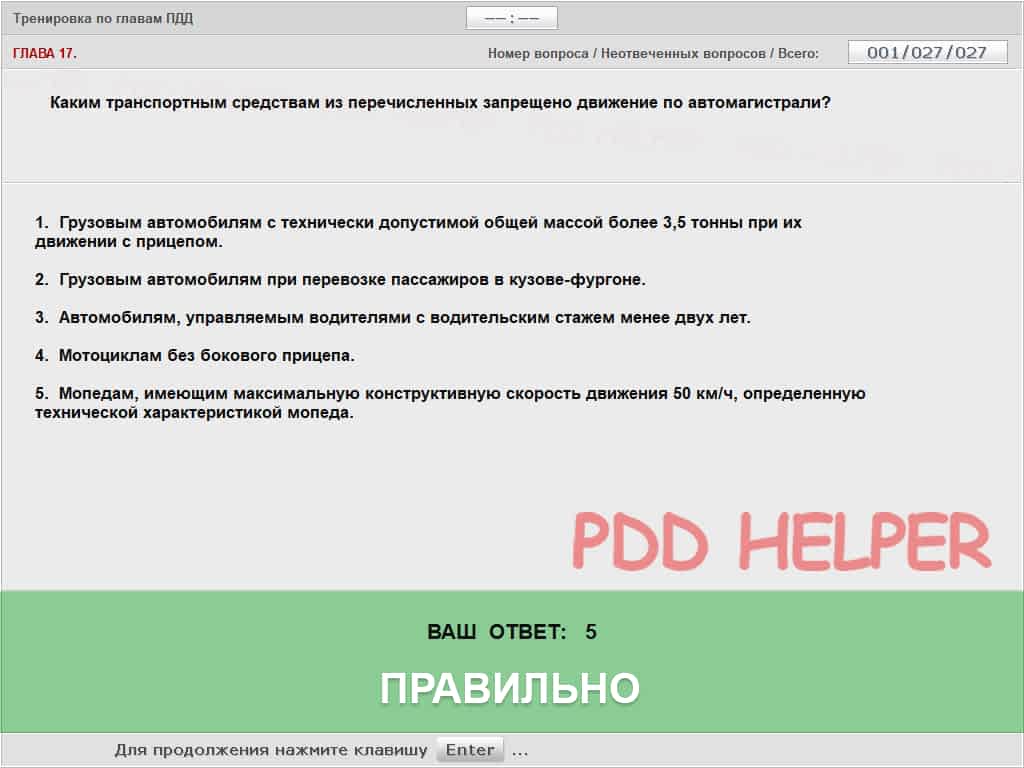 Тренировка по главам ПДД
——:——
ГЛАВА 17.
Номер вопроса / Неотвеченных вопросов / Всего:
001/027/027
Каким транспортным средствам из перечисленных запрещено движение по автомагистрали?
1. Грузовым автомобилям с технически допустимой общей массой более 3,5 тонны при их
движении с прицепом.
2. Грузовым автомобилям при перевозке пассажиров в кузове-фургоне.
3. Автомобилям, управляемым водителями с водительским стажем менее двух лет.
4. Мотоциклам без бокового прицепа.
5. Мопедам, имеющим максимальную конструктивную скорость движения 50 км/ч, определенную
технической характеристикой мопеда.
PDD HELPER
ВАШ ОТВЕТ: 5
ПРАВИЛЬНО
Для продолжения нажмите клавишу Enter ...